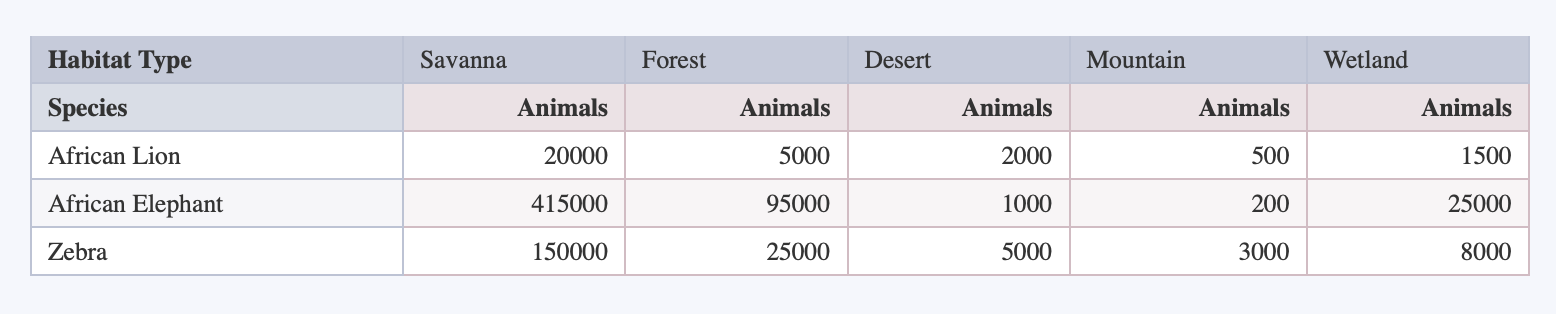 Habitat Type Savanna Forest Desert Mountain Wetland
Species Animals Animals Animals Animals Animals
African Lion 20000 5000 2000 500 1500
African Elephant 415000 95000 1000 200 25000
Zebra 150000 25000 5000 3000 8000